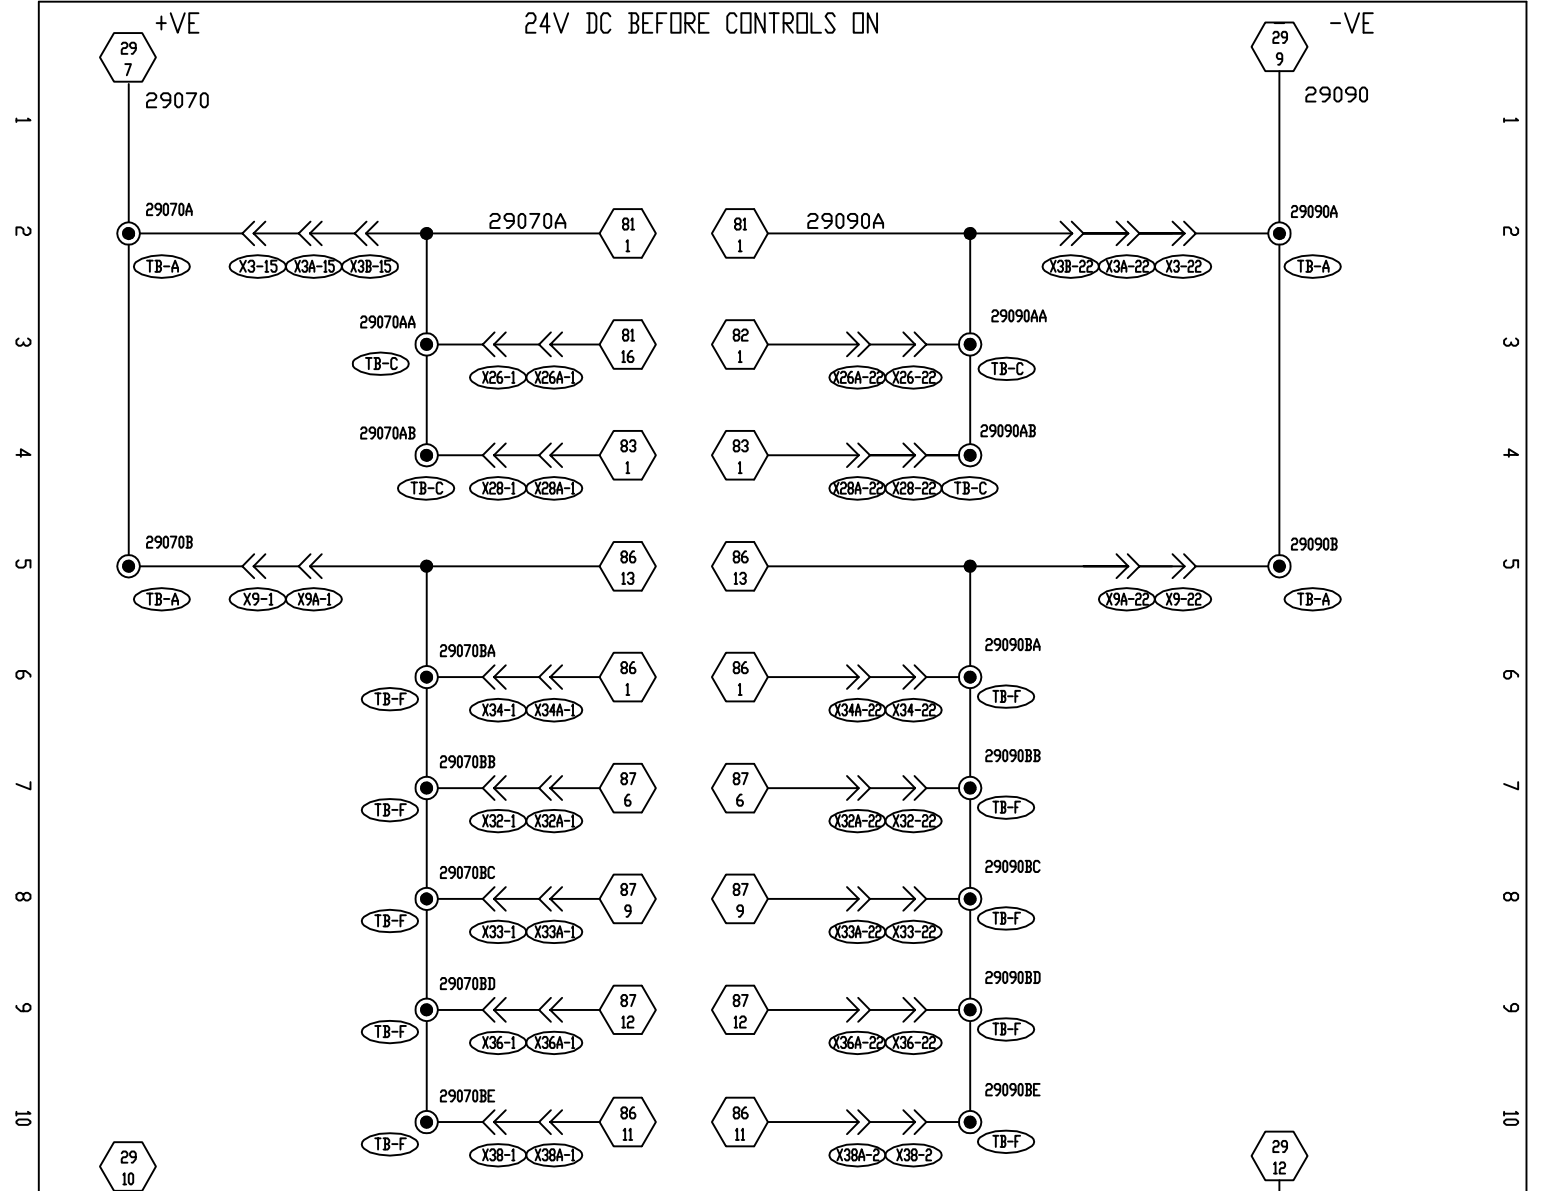 +VE 24V DC BEFORE CONTROLS ON -VE
29 29
7 9
29070 29090
1 1
29070A 29070A 29090A 29090A
2 81 81 2
1 1
TB-A X3-15 X3A-15 X3B-15 X3B-22 X3A-22 X3-22 TB-A
29070AA 29090AA
3 81 82 3
16 1
TB-C X26-1 X26A-1 X26A-22 X26-22 TB-C
29070AB 29090AB
4 83 83 4
1 1
TB-C X28-1 X28A-1 X28A-22 X28-22 TB-C
29070B 29090B
5 86 86 5
13 13
TB-A X9-1 X9A-1 X9A-22 X9-22 TB-A
29070BA 29090BA
6 86 86 6
1 1
TB-F X34-1 X34A-1 X34A-22 X34-22 TB-F
29070BB 29090BB
7 87 87 7
6 6
TB-F X32-1 X32A-1 X32A-22 X32-22 TB-F
29070BC 29090BC
8 87 87 8
9 9
TB-F X33-1 X33A-1 X33A-22 X33-22 TB-F
29070BD 29090BD
9 87 87 9
12 12
TB-F X36-1 X36A-1 X36A-22 X36-22 TB-F
29070BE 29090BE
10 86 86 10
11 11
TB-F X38-1 X38A-1 X38A-2 X38-2 TB-F
29 29
10 12